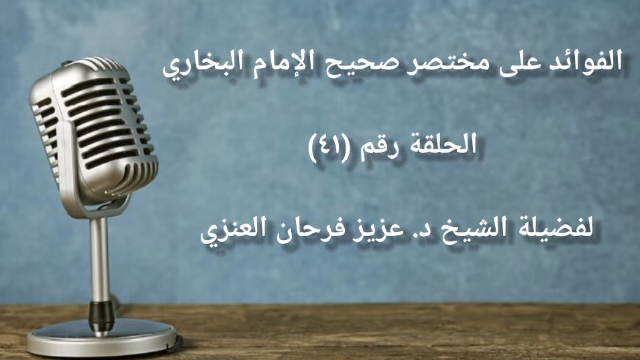 الفوائد على مختصر صحيح الإمام البخاري
الحلقة رقم (٤١)
لفضيلة الشيخ د. عزيز فرحان العنزي